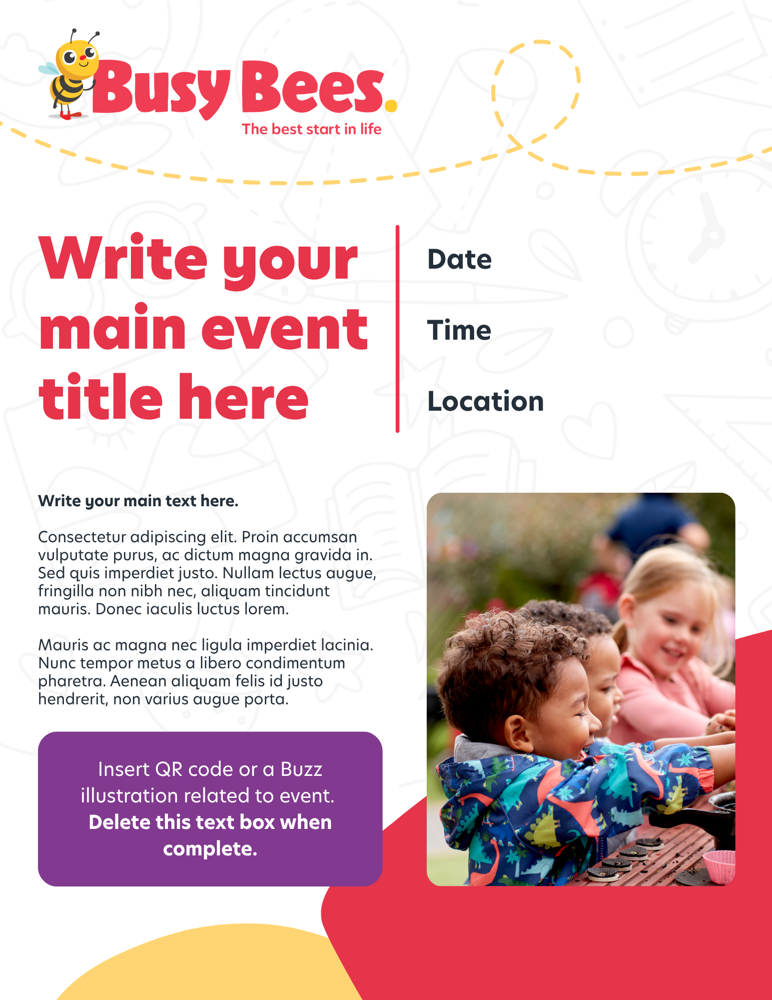 Busy Bees.
The best start in life
Write your
main event
title here
Date
Time
Location
Write your main text here.
Consectetur adipiscing elit. Proin accumsan
vulputate purus, ac dictum magna gravida in.
Sed quis imperdiet justo. Nullam lectus augue,
fringilla non nibh nec, aliquam tincidunt
mauris. Donec iaculis luctus lorem.
Mauris ac magna nec ligula imperdiet lacinia.
Nunc tempor metus a libero condimentum
pharetra. Aenean aliquam felis id justo
hendrerit, non varius augue porta.
Insert QR code or a Buzz
illustration related to event.
Delete this text box when
complete.